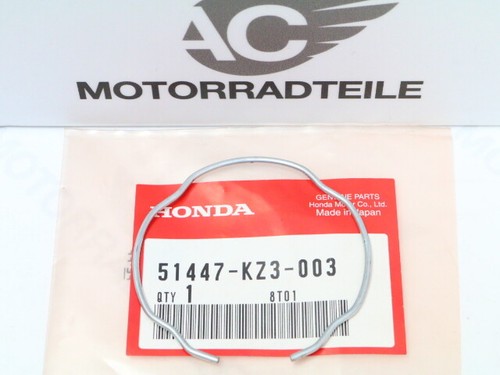 AC
MOTORRADTEILE
HONDA
GENUINE PARTS
Honda Motor Co., Ltd.
Made in Japan
51447-KZ3-003
QTY 1 8T01